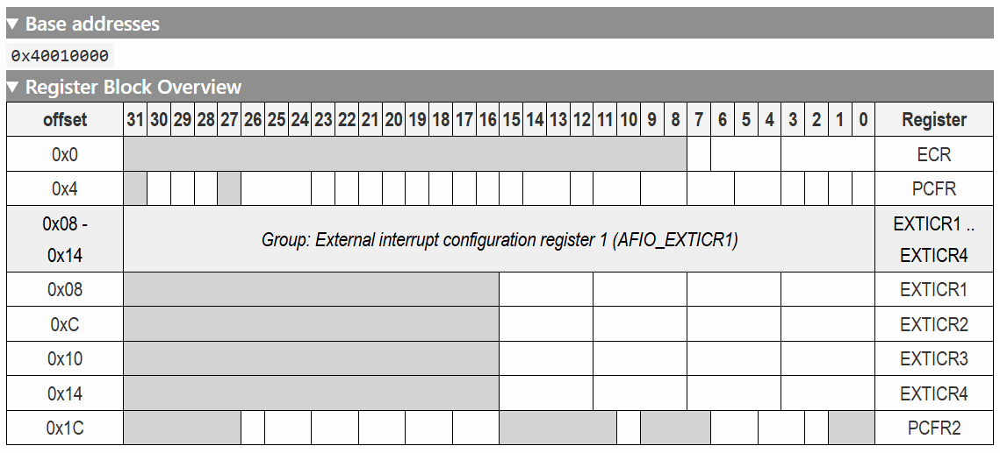 ▼ Base addresses
0x40010000
▼ Register Block Overview
offset 31 30 29 28 27 26 25 24 23 22 21 20 19 18 17 16 15 14 13 12 11 10 9 8 7 6 5 4 3 2 1 0 Register
0x0 ECR
0x4 PCFR
0x08 - EXTICR1 ..
Group: External interrupt configuration register 1 (AFIO_EXTICR1)
0x14 EXTICR4
0x08 EXTICR1
0xC EXTICR2
0x10 EXTICR3
0x14 EXTICR4
0x1C PCFR2